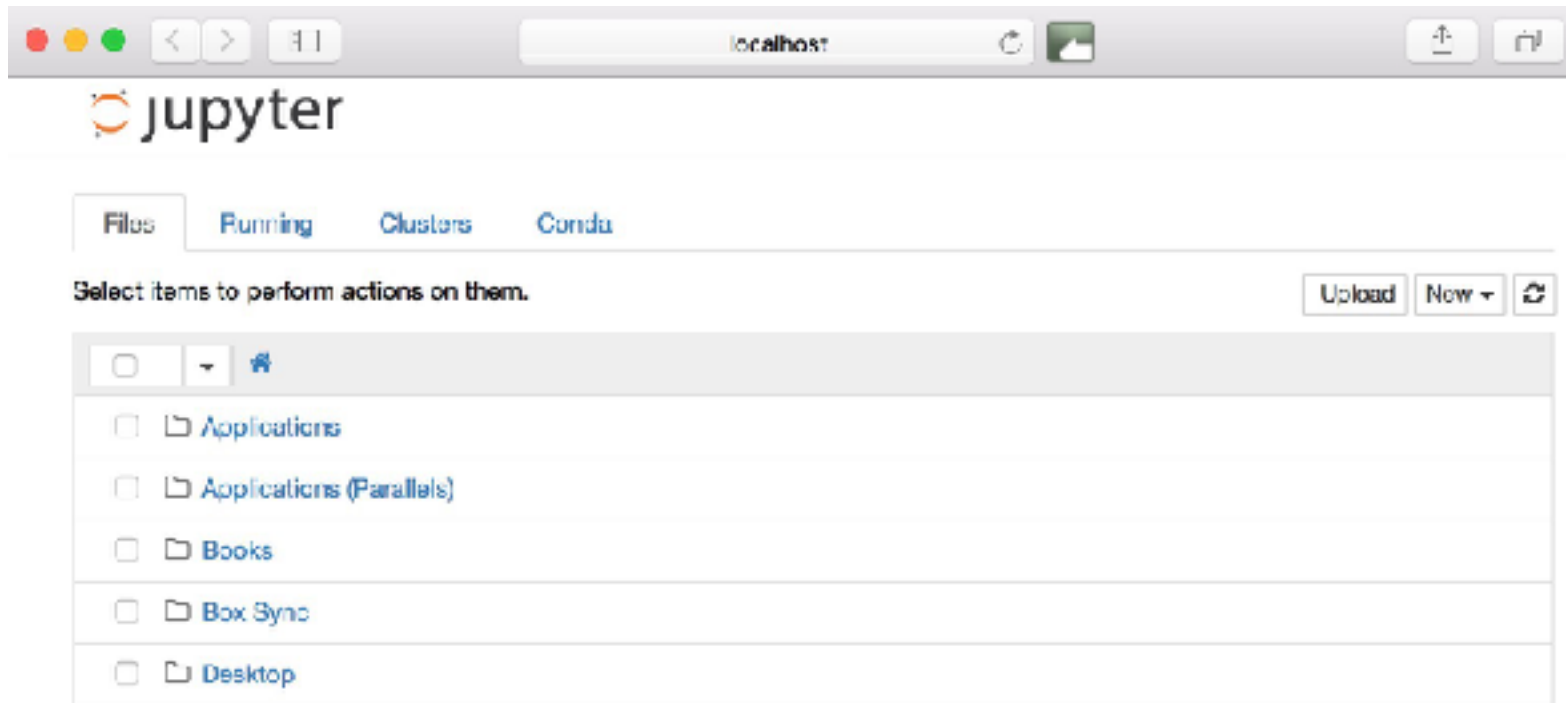 localhost
jupyter
Files Running Clusters Conda
Select items to perform actions on them.
Upload New
Applications
Applications (Parallels)
Books
Box Sync
Desktop